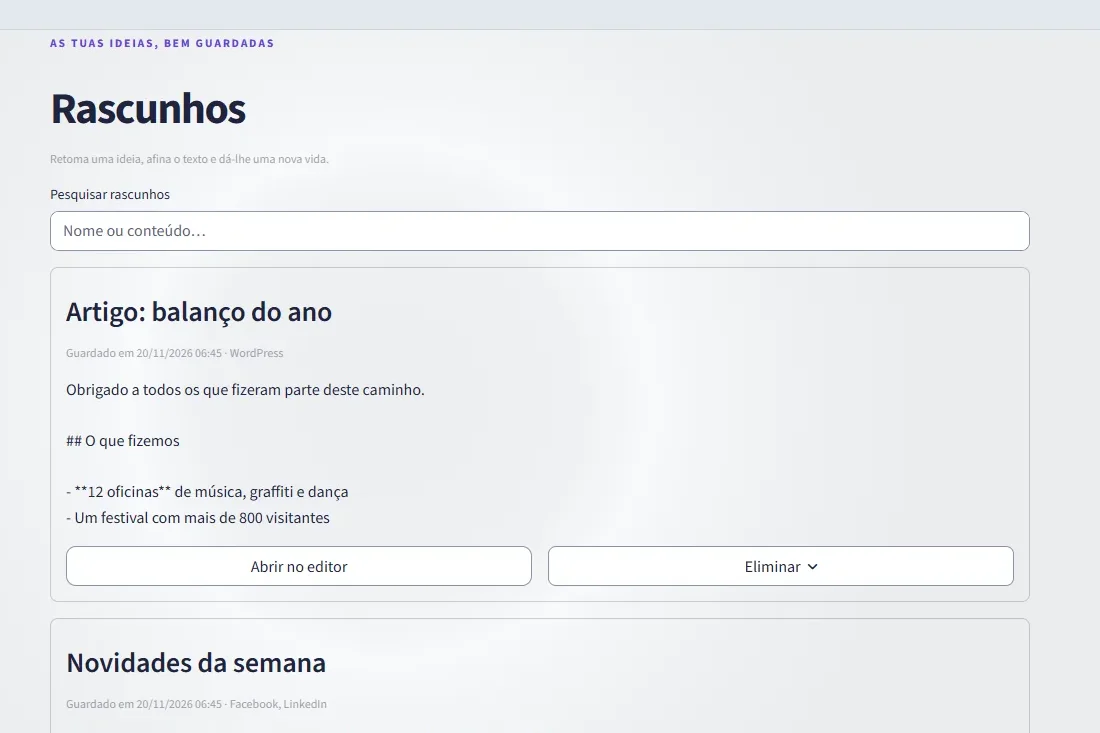 AS TUAS IDEIAS, BEM GUARDADAS
Rascunhos
Retoma uma ideia, afina o texto e dá-lhe uma nova vida.
Pesquisar rascunhos
Nome ou conteúdo…
Artigo: balanço do ano
Guardado em 20/11/2026 06:45 · WordPress
Obrigado a todos os que fizeram parte deste caminho.
## O que fizemos
- **12 oficinas** de música, graffiti e dança
- Um festival com mais de 800 visitantes
Abrir no editor
Eliminar
Novidades da semana
Guardado em 20/11/2026 06:45 · Facebook, LinkedIn